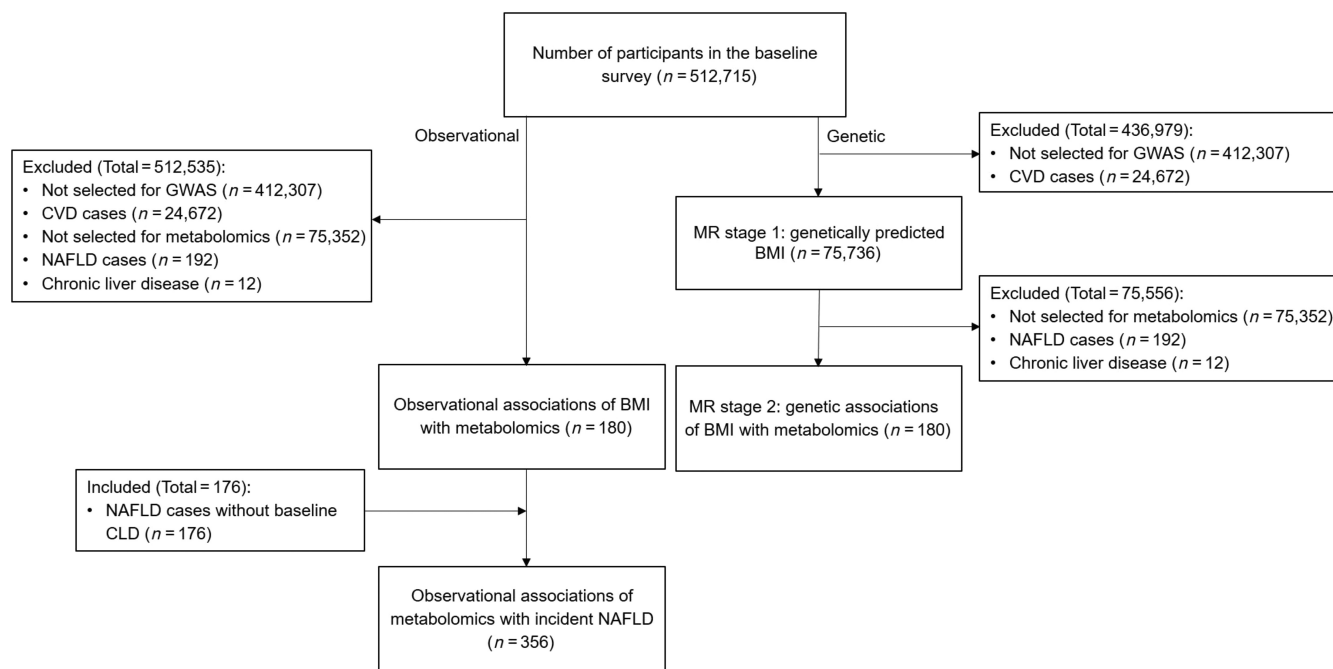 Number of participants in the baseline
survey (n = 512,715)
Observational
Genetic
Excluded (Total = 512,535):
• Not selected for GWAS (n = 412,307)
• CVD cases (n = 24,672)
• Not selected for metabolomics (n = 75,352)
• NAFLD cases (n = 192)
• Chronic liver disease (n = 12)
Excluded (Total = 436,979):
• Not selected for GWAS (n = 412,307)
• CVD cases (n = 24,672)
MR stage 1: genetically predicted
BMI (n = 75,736)
Excluded (Total = 75,556):
• Not selected for metabolomics (n = 75,352)
• NAFLD cases (n = 192)
• Chronic liver disease (n = 12)
Observational associations of BMI
with metabolomics (n = 180)
MR stage 2: genetic associations
of BMI with metabolomics (n = 180)
Included (Total = 176):
• NAFLD cases without baseline
CLD (n = 176)
Observational associations of
metabolomics with incident NAFLD
(n = 356)